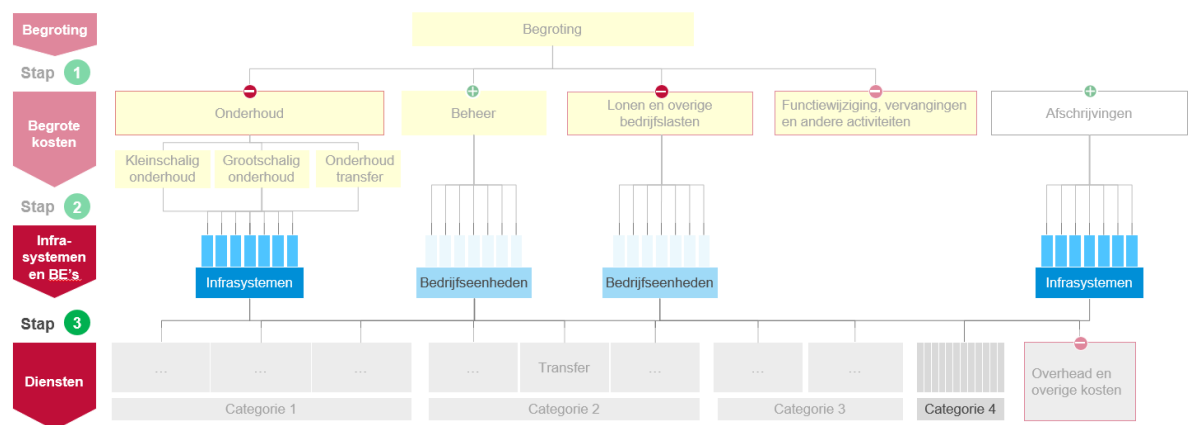 Begroting
Begroting
Stap 1
Begrote
kosten
Onderhoud
Beheer
Lonen en overige
bedrijfslasten
Functiewijziging, vervangingen
en andere activiteiten
Afschrijvingen
Kleinschalig
onderhoud
Grootschalig
onderhoud
Onderhoud
transfer
Stap 2
Infra-
systemen
en BE's
Infrasystemen
Bedrijfseenheden
Bedrijfseenheden
Infrasystemen
Stap 3
Diensten
...
...
...
...
Transfer
...
...
...
Overhead en
overige kosten
Categorie 1
Categorie 2
Categorie 3
Categorie 4